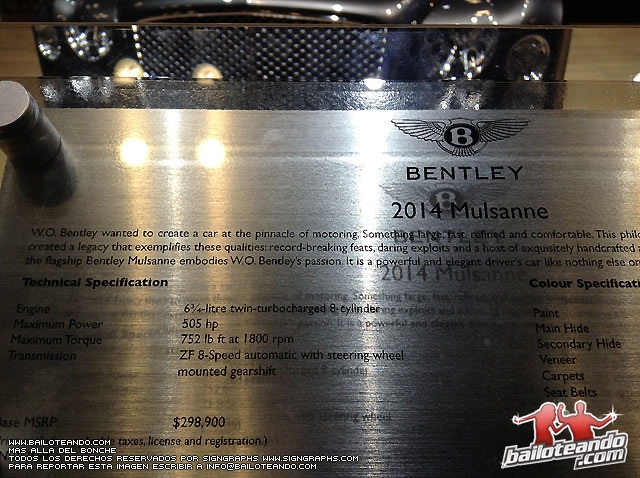 B
BENTLEY
2014 Mulsanne
W.O. Bentley wanted to create a car at the pinnacle of motoring. Something large, fast, refined and comfortable. This
created a legacy that exemplifies these qualities: record-breaking feats, daring exploits and a host of exquisitely handcrafted
the flagship Bentley Mulsanne embodies W.O. Bentley's passion. It is a powerful and elegant driver's car like nothing else on
Technical Specification
Colour
Engine 6¾-litre twin-turbocharged 8-cylinder
Maximum Power 505 hp
Maximum Torque 752 lb ft at 1800 rpm
Transmission ZF 8-Speed automatic with steering wheel
mounted gearshift
Paint
Main Hide
Secondary Hide
Veneer
Carpets
Seat Belts
Base MSRP: $298,900
taxes, license and registration.)
WWW.BAILOTEANDO.COM
MAS ALLA DEL BONCHE
TODOS LOS DERECHOS RESERVADOS POR SIGNGRAPHS WWW.SIGNGRAPHS.COM
PARA REPORTAR ESTA IMAGEN ESCRIBIR A INFO@BAILOTEANDO.COM
bailoteando
.com